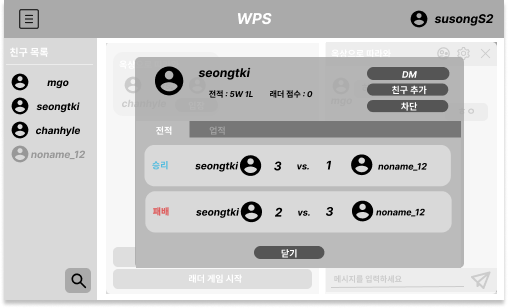 WPS
susongS2
친구 목록
mgo
seongtki
chanhyle
noname_12
seongtki
전적 : 5W 1L 래더 점수 : 0
DM
친구 추가
차단
전적 업적
승리 seongtki 3 vs. 1 noname_12
패배 seongtki 2 vs. 3 noname_12
닫기
래더 게임 시작
메시지를 입력하세요